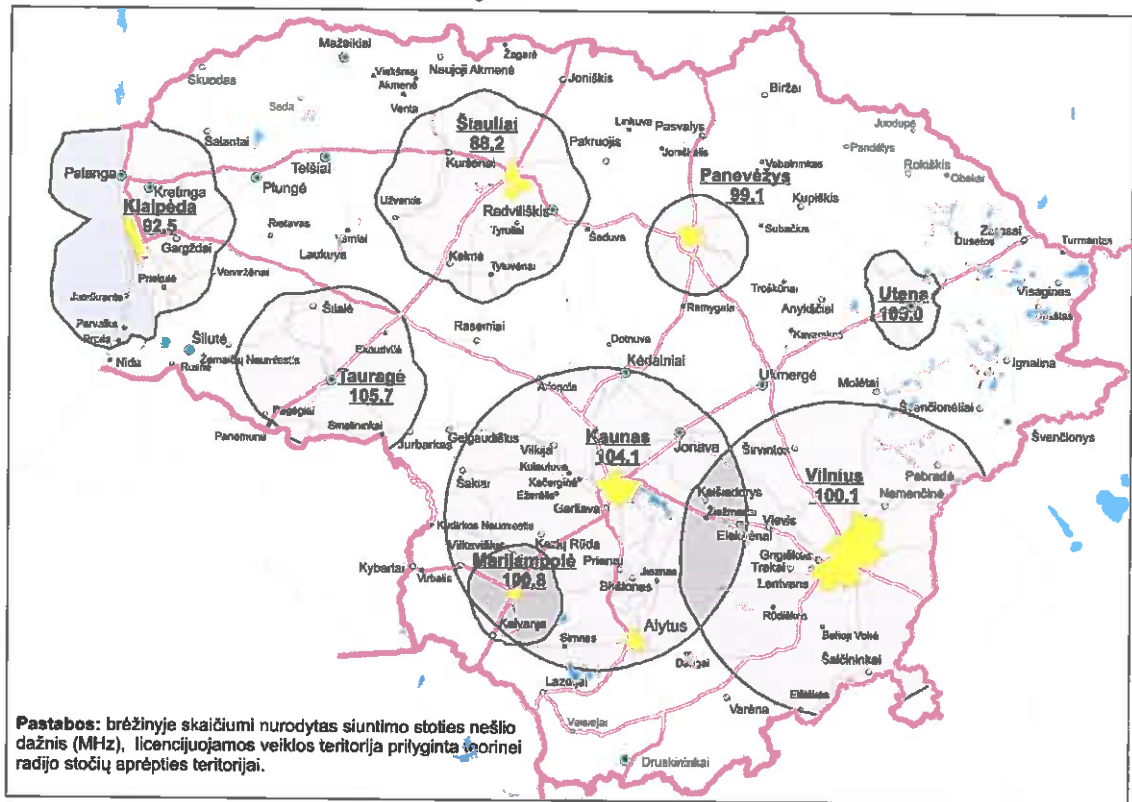 Mažeikiai
Žagarė
Skuodas
Viekšniai
Naujoji Akmenė
Joniškis
Akmenė
Venta
Seda
Biržai
Šiauliai
88,2
Linkuva
Pasvalys
Juodupė
Salantai
Joniškėlis
Pandėlys
Pakruojis
Vabalninkas
Rokiškis
Obeliai
Palanga
Telšiai
Kuršėnai
Kretinga
Plungė
Panevėžys
99.1
Kupiškis
Klaipėda
92,5
Užventis
Radviliškis
Rietavas
Tyruliai
Subačius
Zarasai
Gargždai
Varniai
Šeduva
Dusetos
Turmantas
Laukuva
Kelmė
Tytuvėnai
Priekulė
Veiviržėnai
Troškūnai
Anykščiai
Utena
105.0
Visaginas
Juodkrantė
Šilalė
Ramygala
Pervalka
Preila
Raseiniai
Kavarskas
Nida
Šilutė
Rusnė
Žemaičių Naumiestis
Dotnuva
Kėdainiai
Ignalina
Tauragė
105.7
Ariogala
Ukmergė
Molėtai
Švenčionėliai
Pagėgiai
Panemunė
Smalininkai
Jurbarkas
Gelgaudiškis
Kaunas
104.1
Jonava
Širvintos
Švenčionys
Vilkija
Kulautuva
Vilnius
100.1
Pabradė
Šakiai
Kačerginė
Ežerėlis
Kaišiadorys
Nemenčinė
Garliava
Žiežmariai
Vievis
Kudirkos Naumiestis
Elektrėnai
Kazlų Rūda
Vilkaviškis
Grigiškės
Kybartai
Virbalis
Marijampolė
100.8
Prienai
Trakai
Birštonas
Jieznas
Lentvaris
Rūdiškės
Kalvarija
Simnas
Alytus
Baltoji Vokė
Daugai
Šalčininkai
Lazdijai
Eišiškės
Varėna
Veisiejai
Druskininkai
Pastabos: brėžinyje skaičiumi nurodytas siuntimo stoties nešlio
dažnis (MHz), licencijuojamos veiklos teritorija prilyginta teorinei
radijo stočių aprėpties teritorijai.